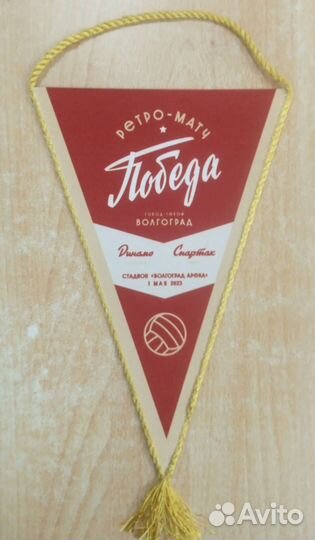 РЕТРО-МАТЧ
Победа
ГОРОД-ГЕРОЙ
ВОЛГОГРАД
Динамо Спартак
СТАДИОН «ВОЛГОГРАД АРЕНА»
1 МАЯ 2023
Avito